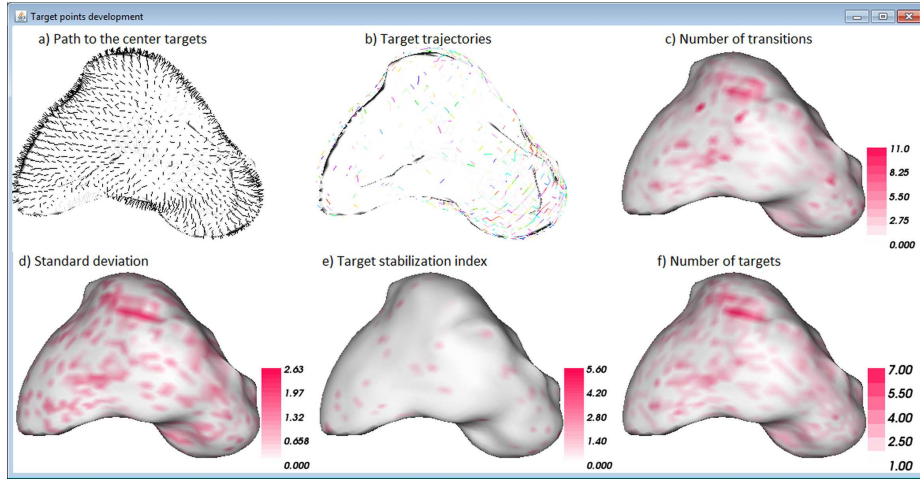 Target points development
a) Path to the center targets
b) Target trajectories
c) Number of transitions
11.0
8.25
5.50
2.75
0.000
d) Standard deviation
e) Target stabilization index
f) Number of targets
2.63
1.97
1.32
0.658
0.000
5.60
4.20
2.80
1.40
0.000
7.00
5.50
4.00
2.50
1.00